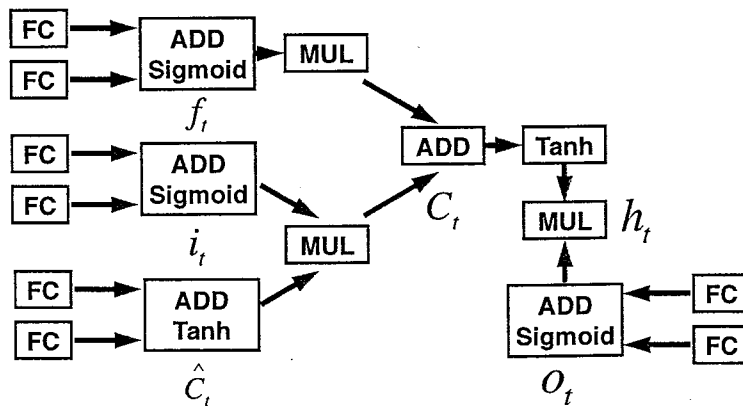 FC
FC
ADD
Sigmoid
f_t
MUL
FC
FC
ADD
Sigmoid
i_t
MUL
FC
FC
ADD
Tanh
Ĉ_t
ADD
C_t
Tanh
MUL
h_t
ADD
Sigmoid
o_t
FC
FC